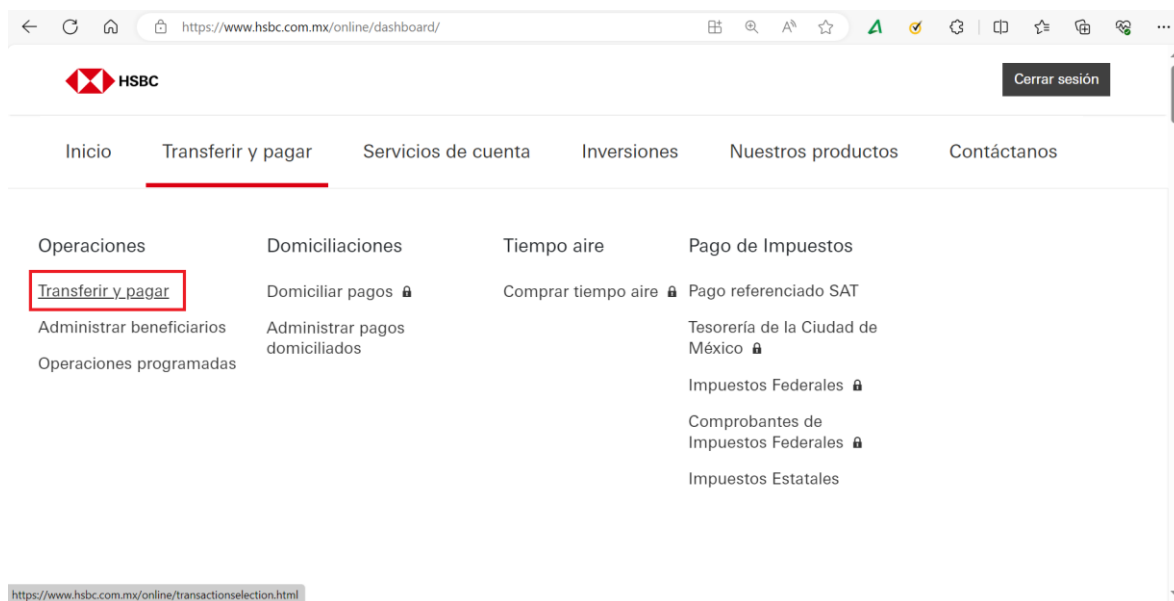 https://www.hsbc.com.mx/online/dashboard/
HSBC
Cerrar sesión
Inicio
Transferir y pagar
Servicios de cuenta
Inversiones
Nuestros productos
Contáctanos
Operaciones
Transferir y pagar
Administrar beneficiarios
Operaciones programadas
Domiciliaciones
Domiciliar pagos
Administrar pagos
domiciliados
Tiempo aire
Comprar tiempo aire
Pago de Impuestos
Pago referenciado SAT
Tesorería de la Ciudad de
México
Impuestos Federales
Comprobantes de
Impuestos Federales
Impuestos Estatales
https://www.hsbc.com.mx/online/transactionselection.html